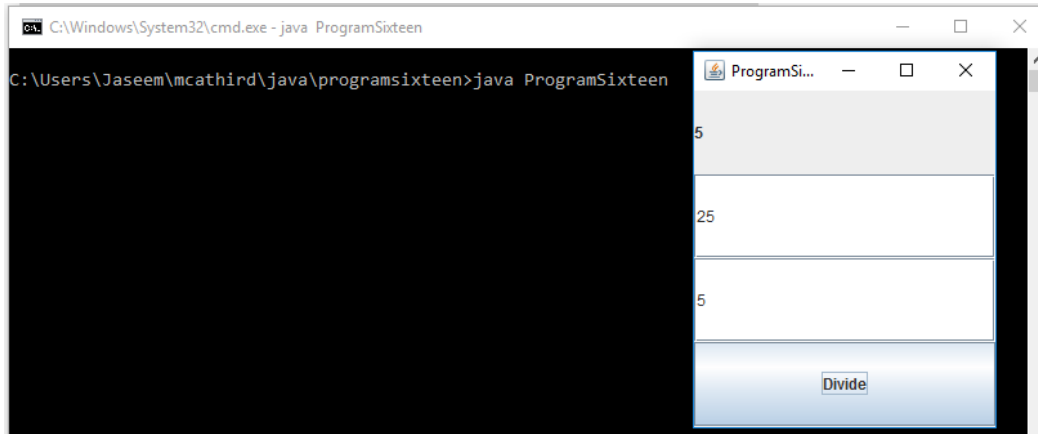 C:\Windows\System32\cmd.exe - java  ProgramSixteen
C:\Users\Jaseem\mcathird\java\programsixteen>java ProgramSixteen
ProgramSi...
5
25
5
Divide